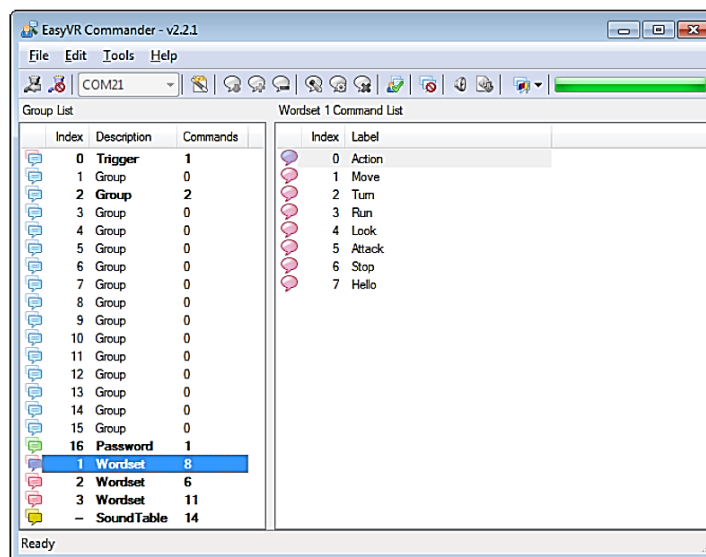 EasyVR Commander - v2.2.1
File Edit Tools Help
COM21
Group List
Index Description Commands
0 Trigger 1
1 Group 0
2 Group 2
3 Group 0
4 Group 0
5 Group 0
6 Group 0
7 Group 0
8 Group 0
9 Group 0
10 Group 0
11 Group 0
12 Group 0
13 Group 0
14 Group 0
15 Group 0
16 Password 1
1 Wordset 8
2 Wordset 6
3 Wordset 11
– SoundTable 14
Wordset 1 Command List
Index Label
0 Action
1 Move
2 Turn
3 Run
4 Look
5 Attack
6 Stop
7 Hello
Ready